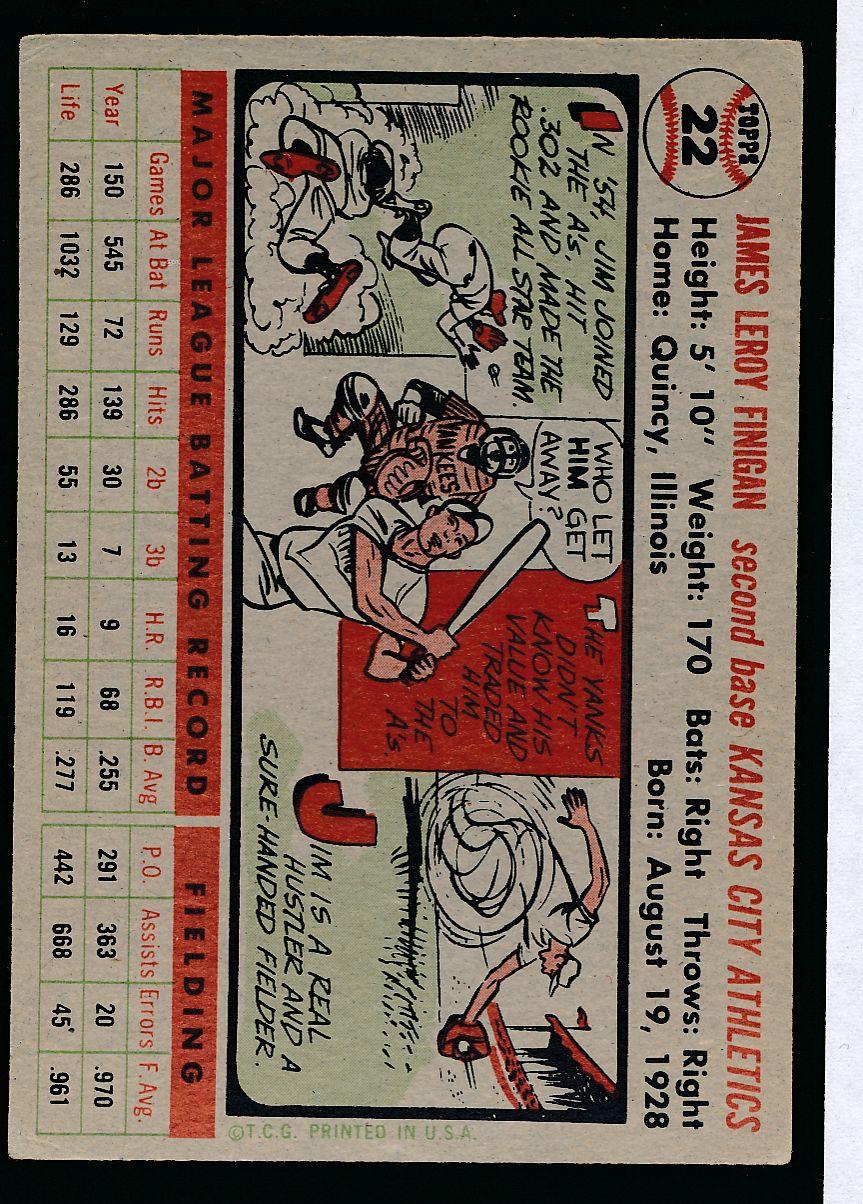 TOPPS
22
JAMES LEROY FINIGAN second base KANSAS CITY ATHLETICS
Height: 5' 10" Weight: 170 Bats: Right Throws: Right
Home: Quincy, Illinois Born: August 19, 1928
IN '54, JIM JOINED
THE A'S, HIT
.302 AND MADE THE
ROOKIE ALL STAR TEAM.
WHO LET
HIM GET
AWAY?
YANKEES
THE YANKS
DIDN'T
KNOW HIS
VALUE AND
TRADED
HIM
TO
THE
A'S.
JIM IS A REAL
HUSTLER AND A
SURE-HANDED FIELDER.
©T.C.G. PRINTED IN U.S.A.
MAJOR LEAGUE BATTING RECORD FIELDING
Games At Bat Runs Hits 2b 3b H.R. R.B.I. B. Avg P.O. Assists Errors F. Avg.
Year 150 545 72 139 30 7 9 68 .255 291 363 20 .970
Life 286 1032 129 286 55 13 16 119 .277 442 668 45 .961